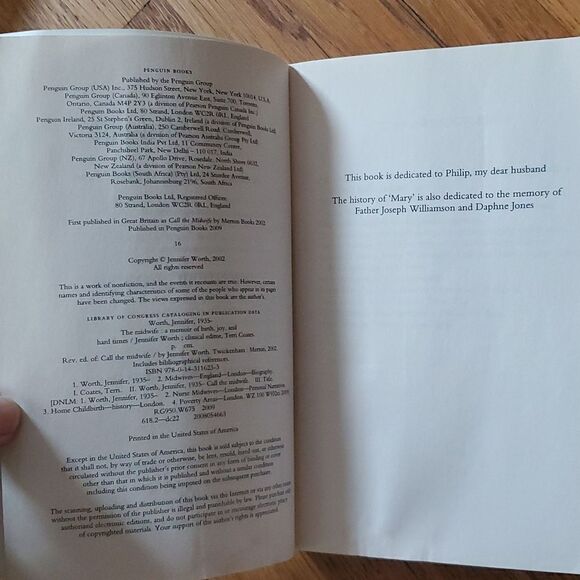 PENGUIN BOOKS
Published by the Penguin Group
Penguin Group (USA) Inc., 375 Hudson Street, New York, New York 10014, U.S.A.
Penguin Group (Canada), 90 Eglinton Avenue East, Suite 700, Toronto,
Ontario, Canada M4P 2Y3 (a division of Pearson Penguin Canada Inc.)
Penguin Books Ltd, 80 Strand, London WC2R 0RL, England
Penguin Ireland, 25 St Stephen's Green, Dublin 2, Ireland (a division of Penguin Books Ltd)
Penguin Group (Australia), 250 Camberwell Road, Camberwell,
Victoria 3124, Australia (a division of Pearson Australia Group Pty Ltd)
Penguin Books India Pvt Ltd, 11 Community Centre,
Panchsheel Park, New Delhi – 110 017, India
Penguin Group (NZ), 67 Apollo Drive, Rosedale, North Shore 0632,
New Zealand (a division of Pearson New Zealand Ltd)
Penguin Books (South Africa) (Pty) Ltd, 24 Sturdee Avenue,
Rosebank, Johannesburg 2196, South Africa
Penguin Books Ltd, Registered Offices:
80 Strand, London WC2R 0RL, England
First published in Great Britain as Call the Midwife by Merton Books 2002
Published in Penguin Books 2009
16
Copyright © Jennifer Worth, 2002
All rights reserved
This is a work of nonfiction, and the events it recounts are true. However, certain
names and identifying characteristics of some of the people who appear in its pages
have been changed. The views expressed in this book are the author's.
LIBRARY OF CONGRESS CATALOGING IN PUBLICATION DATA
Worth, Jennifer, 1935–
The midwife : a memoir of birth, joy, and
hard times / Jennifer Worth ; clinical editor, Terri Coates.
p. cm.
Rev. ed. of: Call the midwife / by Jennifer Worth. Twickenham : Merton, 2002.
Includes bibliographical references.
ISBN 978-0-14-311623-3
1. Worth, Jennifer, 1935– 2. Midwives—England—London—Biography.
I. Coates, Terri. II. Worth, Jennifer, 1935– Call the midwife. III. Title.
[DNLM: 1. Worth, Jennifer, 1935– 2. Nurse Midwives—London—Personal Narratives.
3. Home Childbirth—history—London. 4. Poverty Areas—London. WZ 100 W932m 2009]
RG950.W675 2009
618.2—dc22 2008054663
Printed in the United States of America
Except in the United States of America, this book is sold subject to the condition
that it shall not, by way of trade or otherwise, be lent, resold, hired out, or otherwise
circulated without the publisher's prior consent in any form of binding or cover
other than that in which it is published and without a similar condition
including this condition being imposed on the subsequent purchaser.
The scanning, uploading and distribution of this book via the Internet or via any other means
without the permission of the publisher is illegal and punishable by law. Please purchase only
authorized electronic editions, and do not participate in or encourage electronic piracy
of copyrighted materials. Your support of the author's rights is appreciated.
This book is dedicated to Philip, my dear husband
The history of 'Mary' is also dedicated to the memory of
Father Joseph Williamson and Daphne Jones